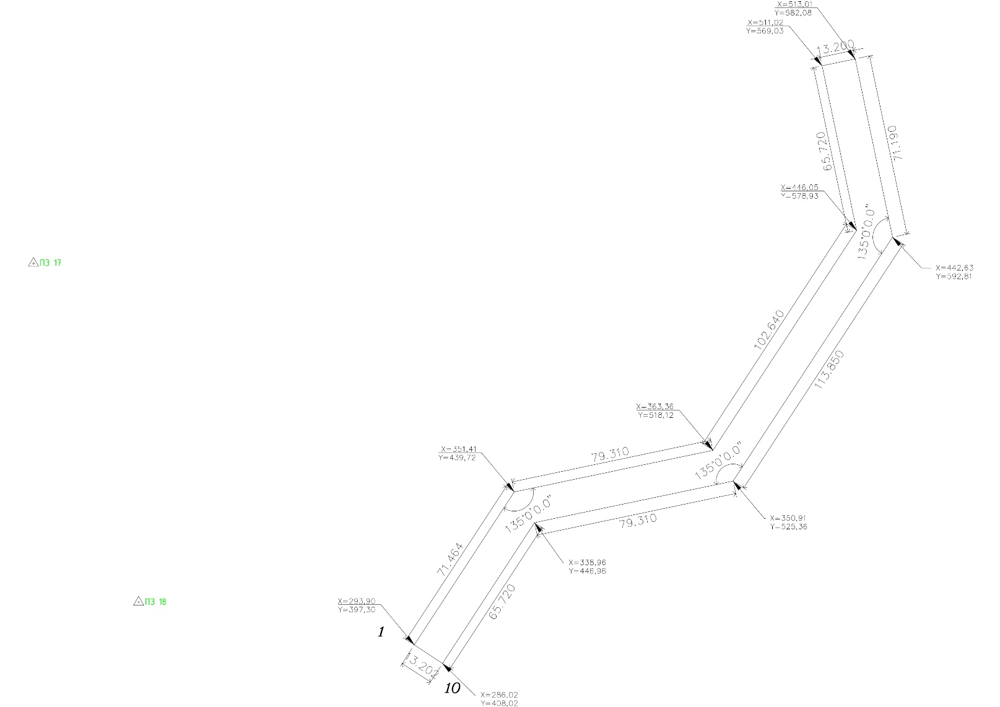 X=513,01
Y=582,08
X=511,02
Y=569,03
13.200
65.720
71.190
X=446,05
Y=578,93
135°0'0.0"
ПЗ 17
X=442,63
Y=592,81
102.640
113.850
X=363,36
Y=518,12
X=351,41
Y=439,72
79.310
135°0'0.0"
135°0'0.0"
79.310
X=350,91
Y=525,36
71.464
X=338,96
Y=446,96
65.720
ПЗ 18
X=293,90
Y=397,30
1
13.202
10
X=286,02
Y=408,02